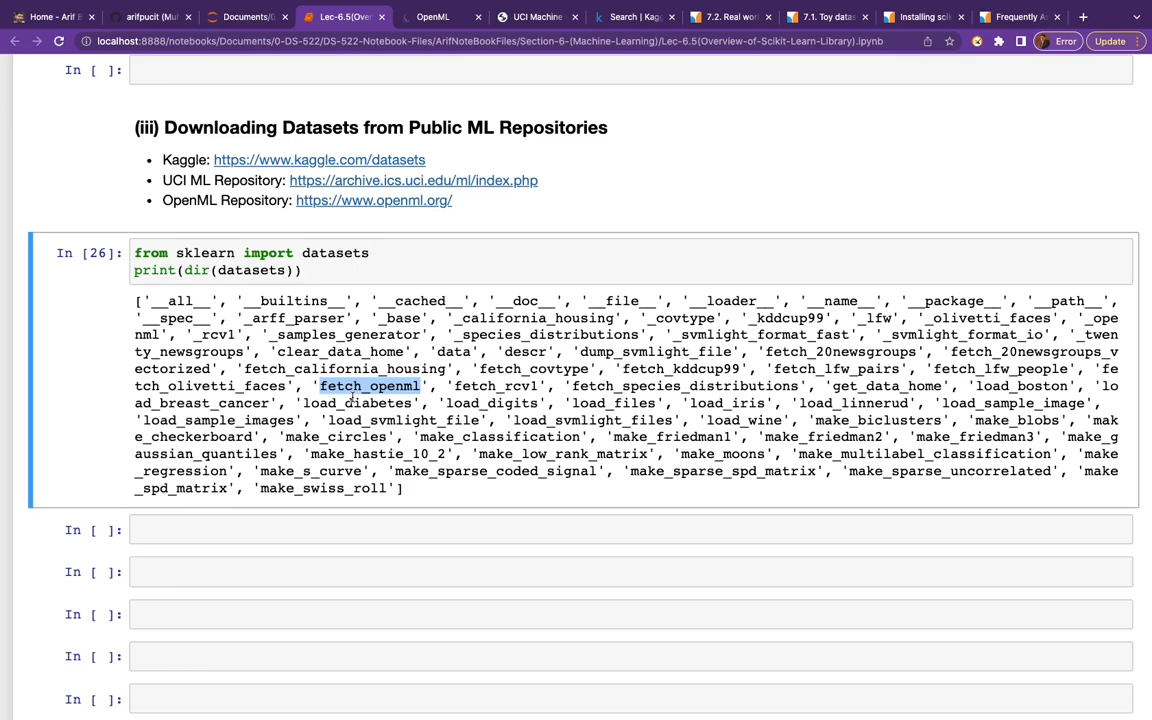 Home - Arif B
arifpucit (Mu
Documents/
Lec-6.5(Over
OpenML
UCI Machine
Search | Kag
7.2. Real wor
7.1. Toy datas
Installing sci
Frequently A
localhost:8888/notebooks/Documents/0-DS-522/DS-522-Notebook-Files/ArifNoteBookFiles/Section-6-(Machine-Learning)/Lec-6.5(Overview-of-Scikit-Learn-Library).ipynb
Error
Update
In [ ]:
(iii) Downloading Datasets from Public ML Repositories
• Kaggle: https://www.kaggle.com/datasets
• UCI ML Repository: https://archive.ics.uci.edu/ml/index.php
• OpenML Repository: https://www.openml.org/
In [26]: from sklearn import datasets
print(dir(datasets))
['__all__', '__builtins__', '__cached__', '__doc__', '__file__', '__loader__', '__name__', '__package__', '__path__',
'__spec__', '_arff_parser', '_base', '_california_housing', '_covtype', '_kddcup99', '_lfw', '_olivetti_faces', '_ope
nml', '_rcv1', '_samples_generator', '_species_distributions', '_svmlight_format_fast', '_svmlight_format_io', '_twen
ty_newsgroups', 'clear_data_home', 'data', 'descr', 'dump_svmlight_file', 'fetch_20newsgroups', 'fetch_20newsgroups_v
ectorized', 'fetch_california_housing', 'fetch_covtype', 'fetch_kddcup99', 'fetch_lfw_pairs', 'fetch_lfw_people', 'fe
tch_olivetti_faces', 'fetch_openml', 'fetch_rcv1', 'fetch_species_distributions', 'get_data_home', 'load_boston', 'lo
ad_breast_cancer', 'load_diabetes', 'load_digits', 'load_files', 'load_iris', 'load_linnerud', 'load_sample_image',
'load_sample_images', 'load_svmlight_file', 'load_svmlight_files', 'load_wine', 'make_biclusters', 'make_blobs', 'mak
e_checkerboard', 'make_circles', 'make_classification', 'make_friedman1', 'make_friedman2', 'make_friedman3', 'make_g
aussian_quantiles', 'make_hastie_10_2', 'make_low_rank_matrix', 'make_moons', 'make_multilabel_classification', 'make
_regression', 'make_s_curve', 'make_sparse_coded_signal', 'make_sparse_spd_matrix', 'make_sparse_uncorrelated', 'make
_spd_matrix', 'make_swiss_roll']
In [ ]:
In [ ]:
In [ ]:
In [ ]:
In [ ]: